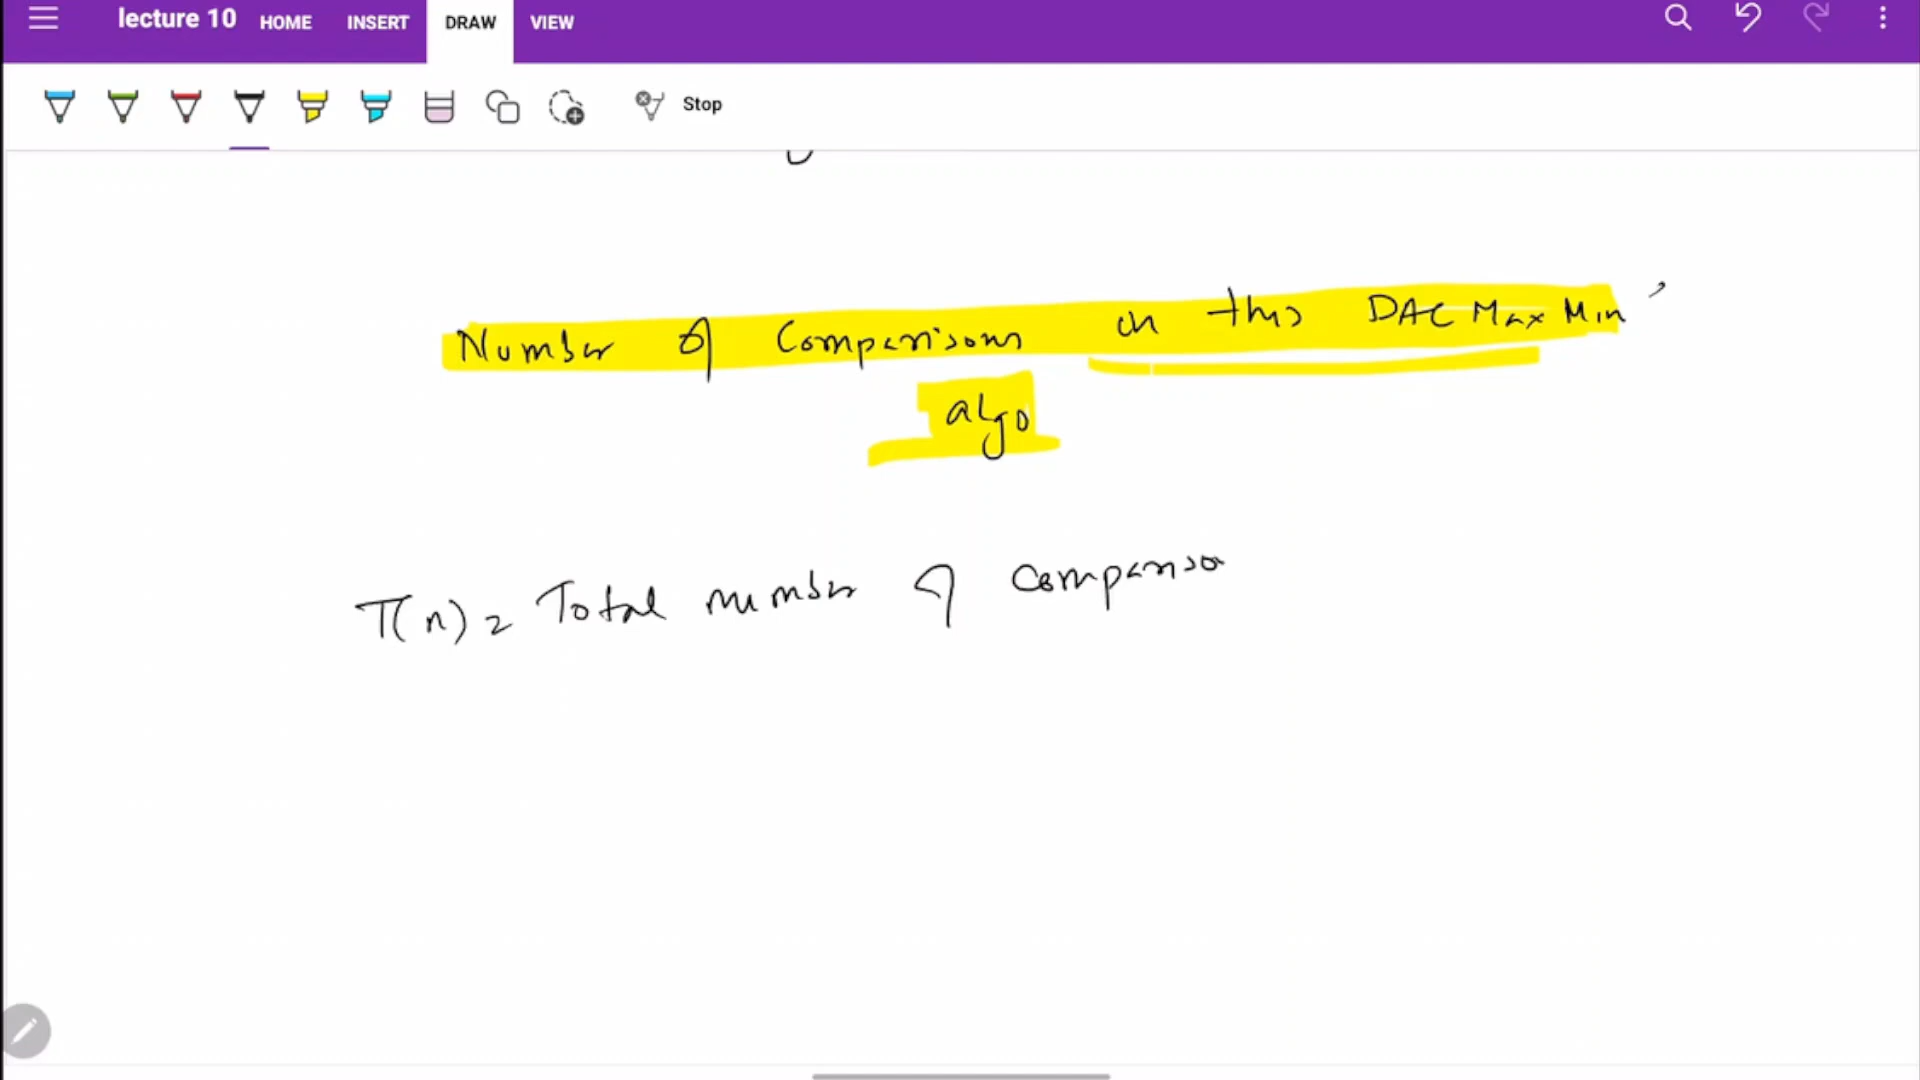 lecture 10 HOME INSERT DRAW VIEW
Stop
Number of Comparisons in this DAC Max Min
algo
T(n) = Total number of compariso